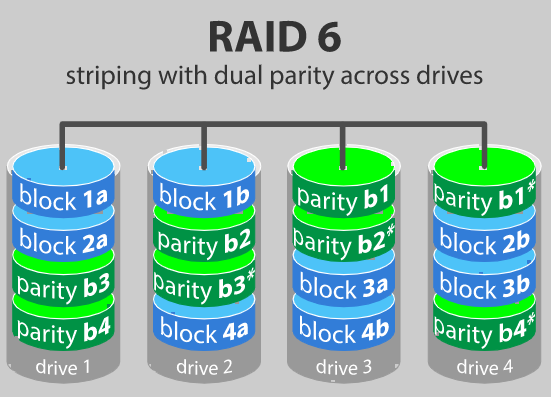 RAID 6
striping with dual parity across drives
block 1a
block 1b
parity b1
parity b1*
block 2a
parity b2
parity b2*
block 2b
parity b3
parity b3*
block 3a
block 3b
parity b4
block 4a
block 4b
parity b4*
drive 1
drive 2
drive 3
drive 4